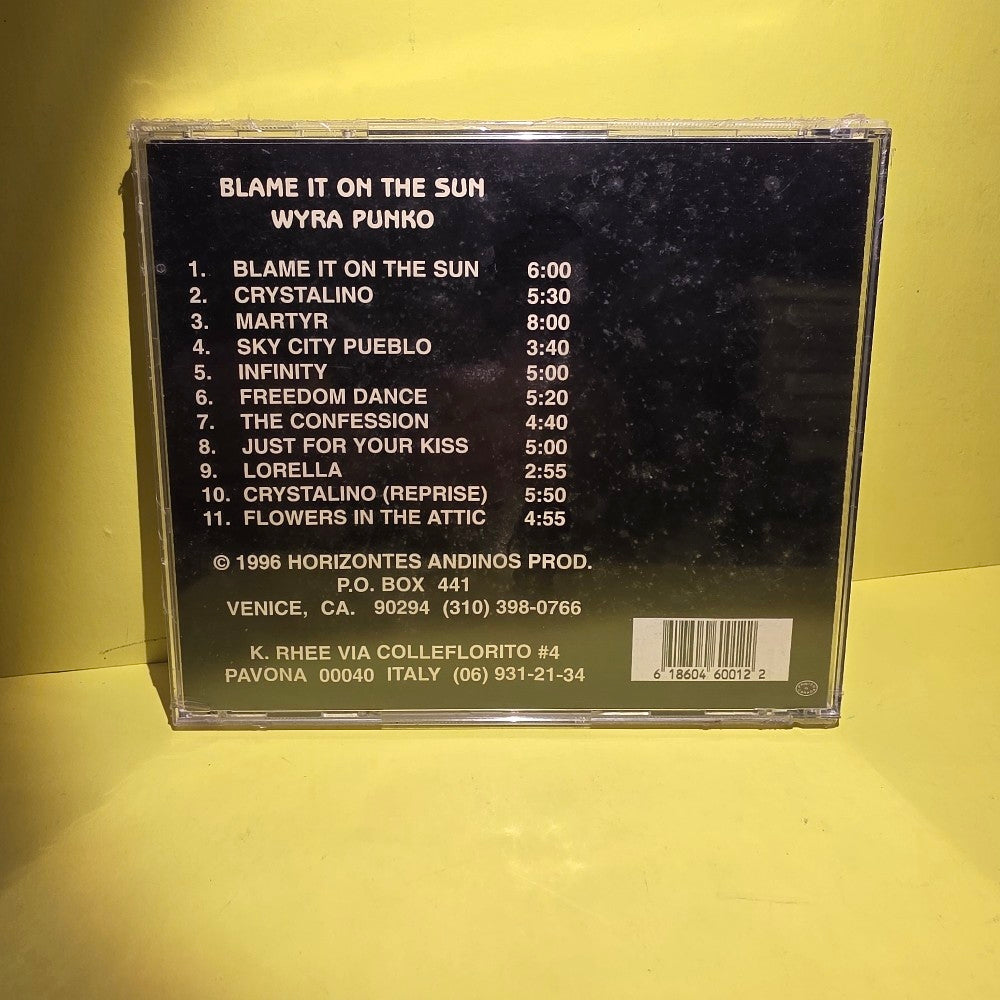 BLAME IT ON THE SUN
WYRA PUNKO
1. BLAME IT ON THE SUN 6:00
2. CRYSTALINO 5:30
3. MARTYR 8:00
4. SKY CITY PUEBLO 3:40
5. INFINITY 5:00
6. FREEDOM DANCE 5:20
7. THE CONFESSION 4:40
8. JUST FOR YOUR KISS 5:00
9. LORELLA 2:55
10. CRYSTALINO (REPRISE) 5:50
11. FLOWERS IN THE ATTIC 4:55
© 1996 HORIZONTES ANDINOS PROD.
P.O. BOX 441
VENICE, CA. 90294 (310) 398-0766
K. RHEE VIA COLLEFLORITO #4
PAVONA 00040 ITALY (06) 931-21-34
6 18604 60012 2